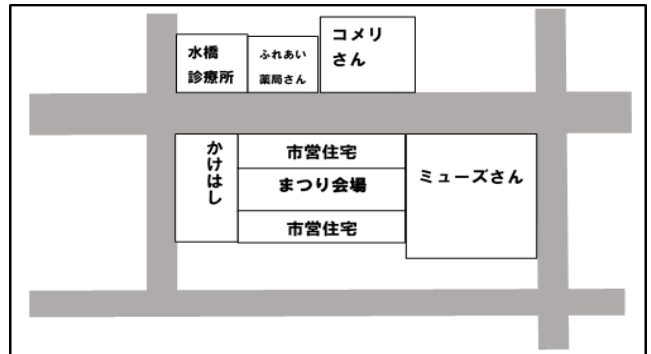 水橋
診療所
ふれあい
薬局さん
コメリ
さん
かけはし
市営住宅
まつり会場
市営住宅
ミューズさん